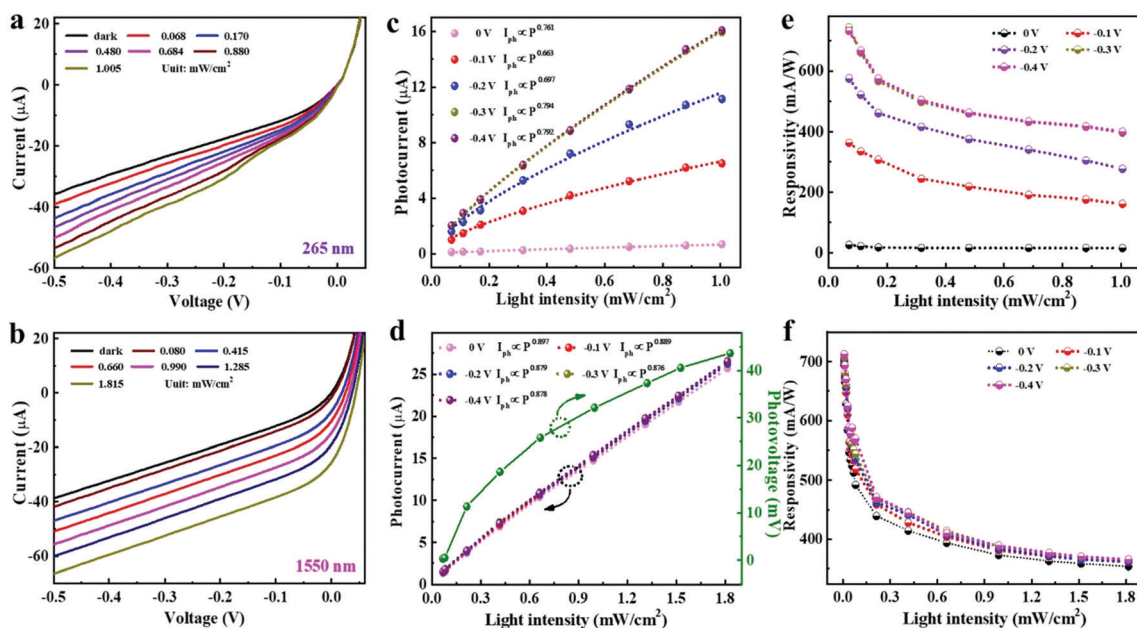 a
dark 0.068 0.170
0.480 0.684 0.880
1.005 Uuit: mW/cm²
265 nm
20
0
-20
-40
-60
Current (μA)
-0.5 -0.4 -0.3 -0.2 -0.1 0.0
Voltage (V)
c
0 V I_ph∝P^0.761
-0.1 V I_ph∝P^0.663
-0.2 V I_ph∝P^0.697
-0.3 V I_ph∝P^0.794
-0.4 V I_ph∝P^0.792
16
12
8
4
0
Photocurrent (μA)
0.0 0.2 0.4 0.6 0.8 1.0
Light intensity (mW/cm²)
e
0 V -0.1 V
-0.2 V -0.3 V
-0.4 V
800
600
400
200
0
Responsivity (mA/W)
0.0 0.2 0.4 0.6 0.8 1.0
Light intensity (mW/cm²)
b
dark 0.080 0.415
0.660 0.990 1.285
1.815 Uuit: mW/cm²
1550 nm
20
0
-20
-40
-60
Current (μA)
-0.5 -0.4 -0.3 -0.2 -0.1 0.0
Voltage (V)
d
0 V I_ph∝P^0.897 -0.1 V I_ph∝P^0.889
-0.2 V I_ph∝P^0.879 -0.3 V I_ph∝P^0.876
-0.4 V I_ph∝P^0.878
25
20
15
10
5
0
Photocurrent (μA)
40
30
20
10
0
Photovoltage (mV)
0.0 0.3 0.6 0.9 1.2 1.5 1.8
Light intensity (mW/cm²)
f
0 V -0.1 V
-0.2 V -0.3 V
-0.4 V
700
600
500
400
Responsivity (mA/W)
0.0 0.3 0.6 0.9 1.2 1.5 1.8
Light intensity (mW/cm²)